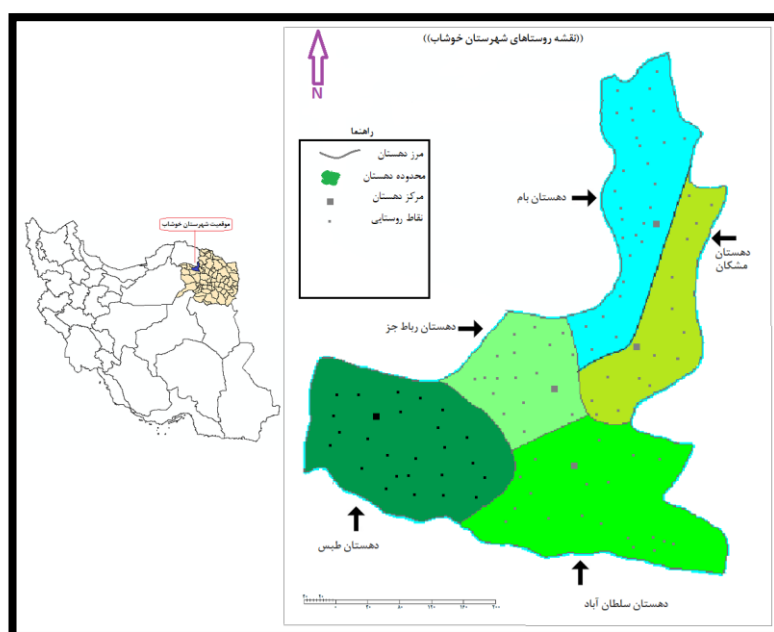 ((نقشه روستاهای شهرستان خوشاب))
N
راهنما
مرز دهستان
محدوده دهستان
مرکز دهستان
نقاط روستایی
موقعیت شهرستان خوشاب
دهستان بام
دهستان
مشکان
دهستان رباط جز
دهستان طبس
دهستان سلطان آباد